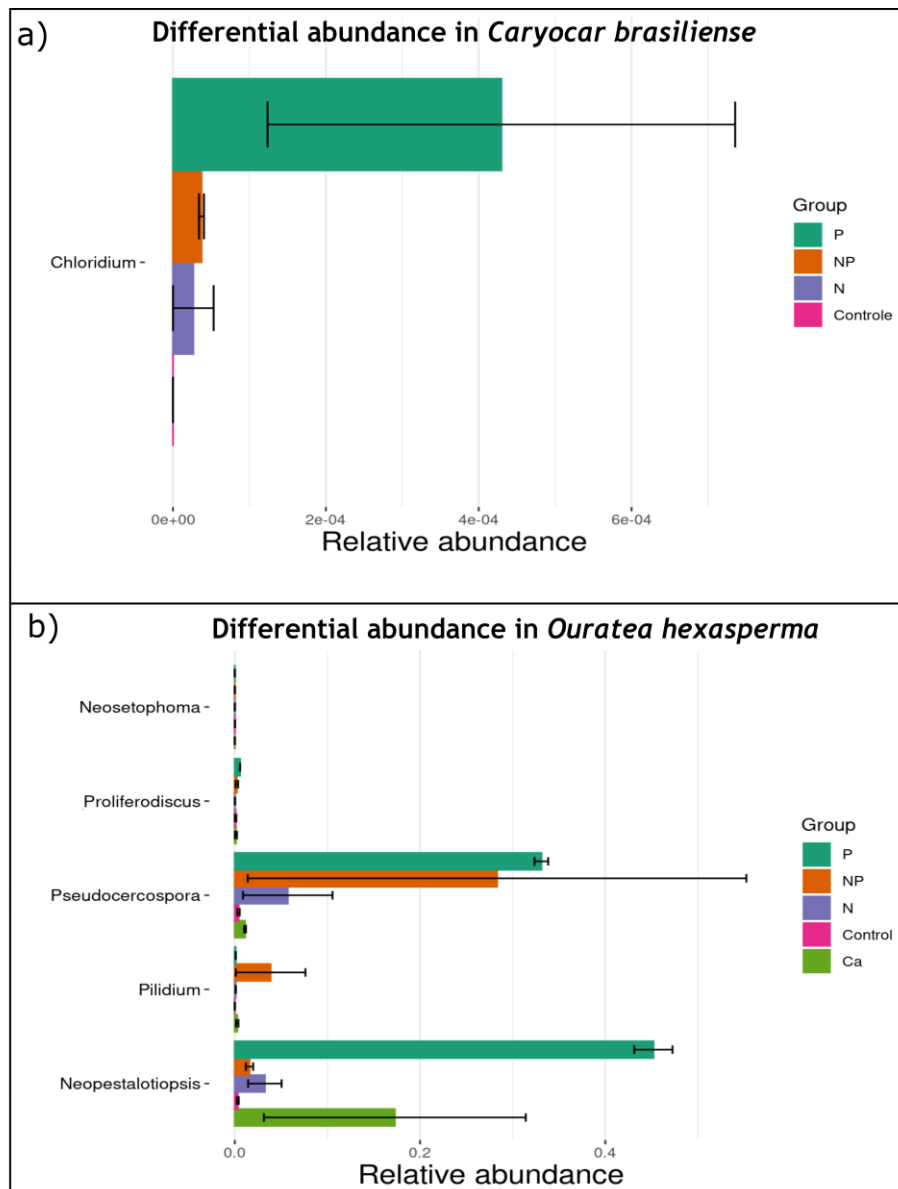 a)
Differential abundance in Caryocar brasiliense
Chloridium
Group
P
NP
N
Controle
0e+00 2e-04 4e-04 6e-04
Relative abundance
b)
Differential abundance in Ouratea hexasperma
Neosetophoma
Proliferodiscus
Pseudocercospora
Pilidium
Neopestalotiopsis
Group
P
NP
N
Control
Ca
0.0 0.2 0.4
Relative abundance